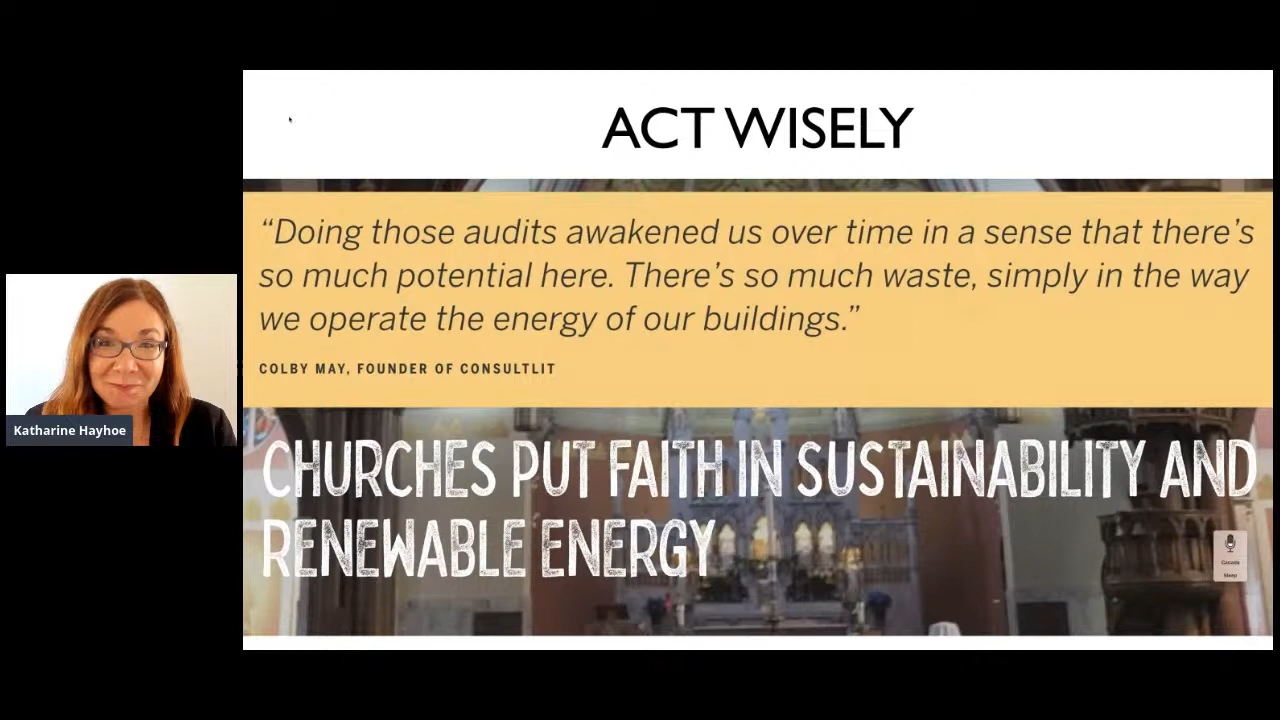 ACT WISELY
“Doing those audits awakened us over time in a sense that there’s
so much potential here. There’s so much waste, simply in the way
we operate the energy of our buildings.”
COLBY MAY, FOUNDER OF CONSULTLIT
Katharine Hayhoe
CHURCHES PUT FAITH IN SUSTAINABILITY AND
RENEWABLE ENERGY
Canada
Menu